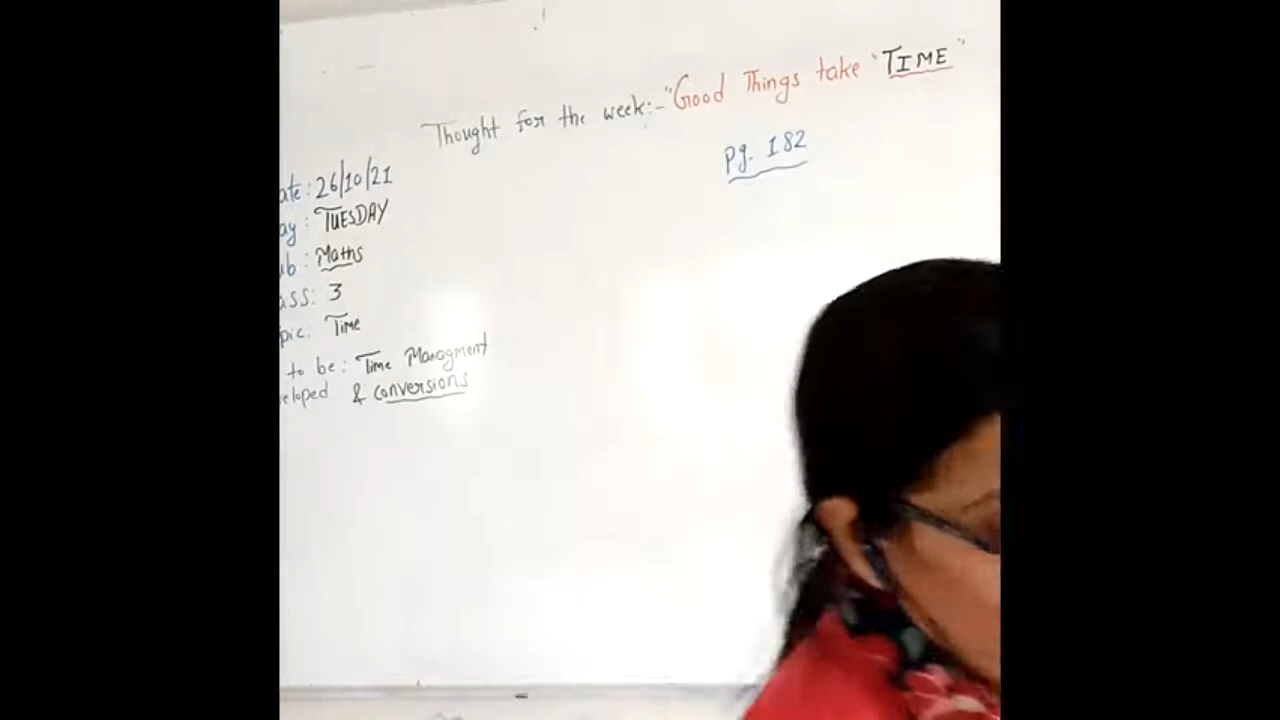 Thought for the week:- "Good Things take "TIME"
pg. 182
ate: 26/10/21
ay: TUESDAY
ub: Maths
ass: 3
pic. Time
to be: Time Managment
eloped & conversions